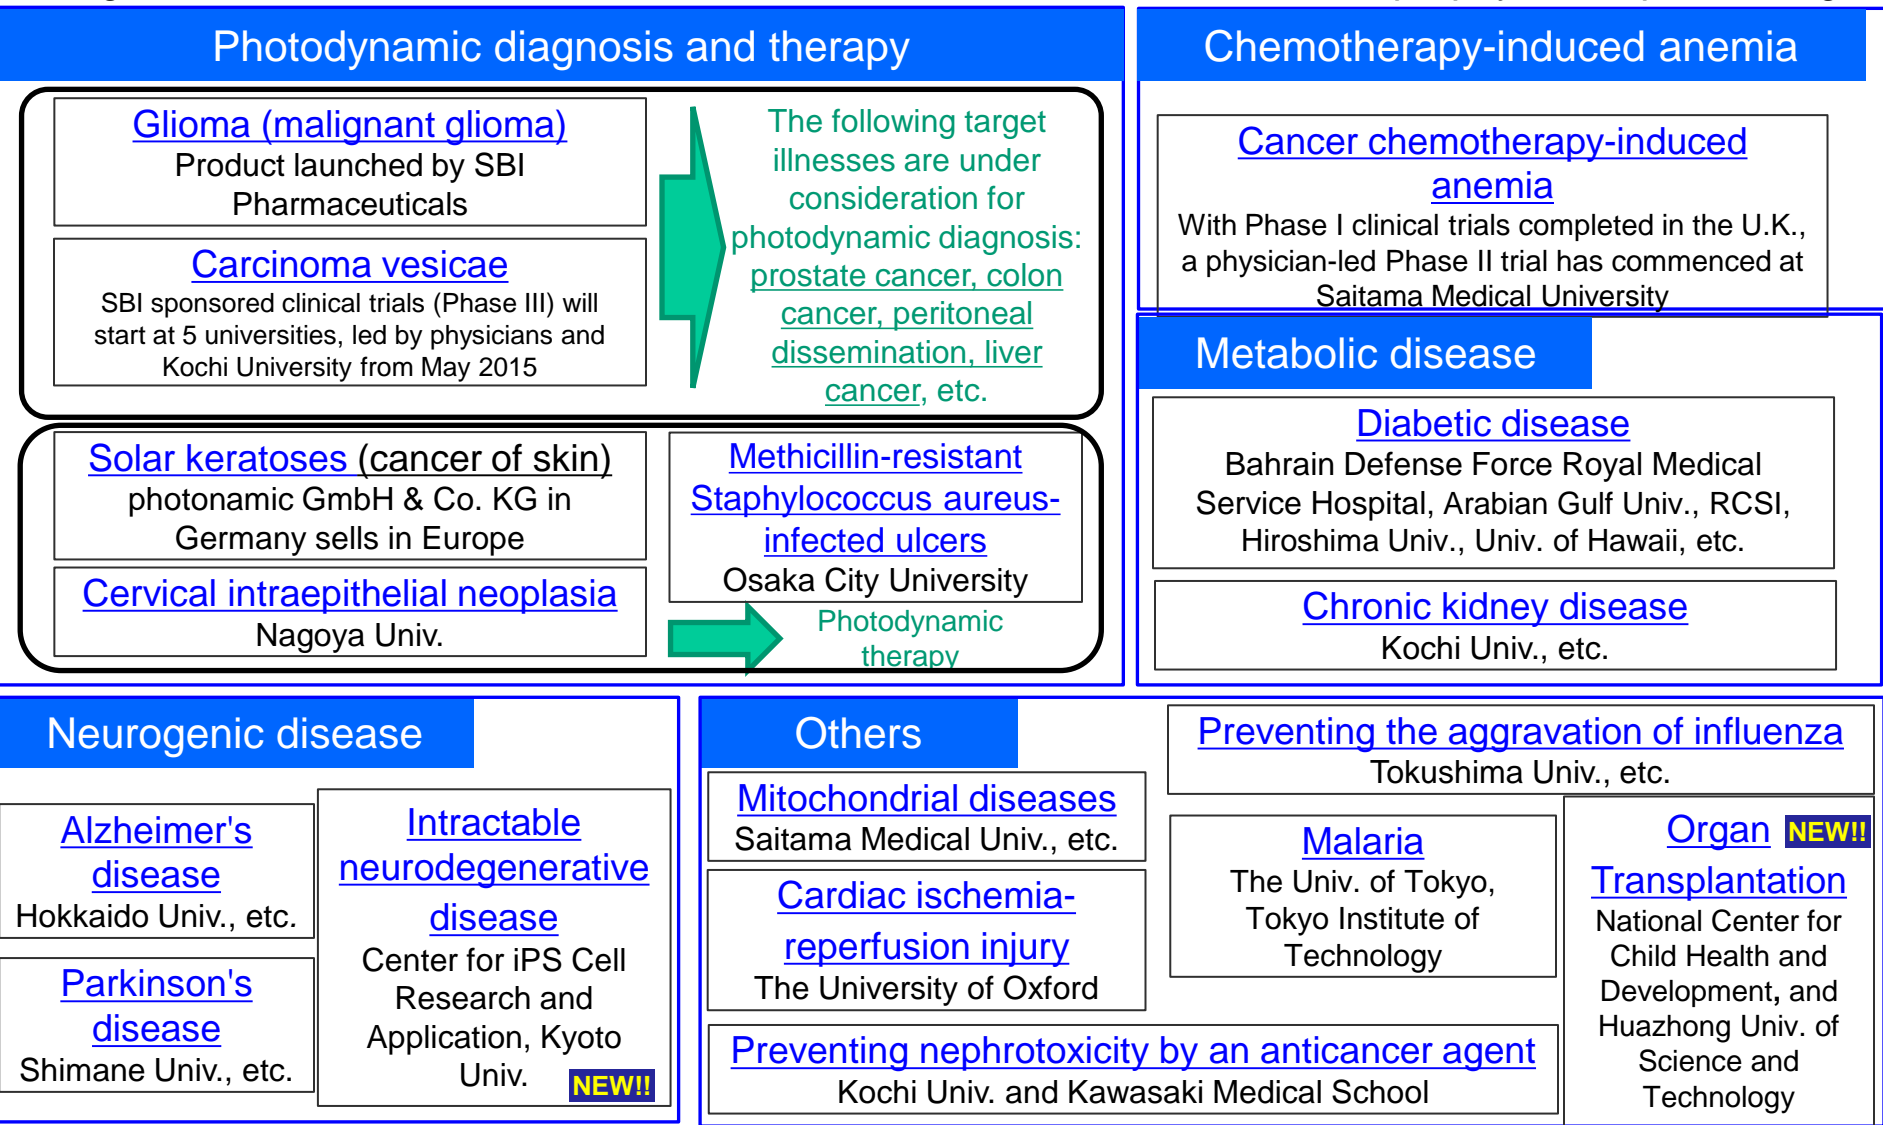 Photodynamic diagnosis and therapy
Glioma (malignant glioma)
Product launched by SBI
Pharmaceuticals
Carcinoma vesicae
SBI sponsored clinical trials (Phase III) will
start at 5 universities, led by physicians and
Kochi University from May 2015
The following target
illnesses are under
consideration for
photodynamic diagnosis:
prostate cancer, colon
cancer, peritoneal
dissemination, liver
cancer, etc.
Solar keratoses (cancer of skin)
photonamic GmbH & Co. KG in
Germany sells in Europe
Cervical intraepithelial neoplasia
Nagoya Univ.
Methicillin-resistant
Staphylococcus aureus-
infected ulcers
Osaka City University
Photodynamic
therapy
Chemotherapy-induced anemia
Cancer chemotherapy-induced
anemia
With Phase I clinical trials completed in the U.K.,
a physician-led Phase II trial has commenced at
Saitama Medical University
Metabolic disease
Diabetic disease
Bahrain Defense Force Royal Medical
Service Hospital, Arabian Gulf Univ., RCSI,
Hiroshima Univ., Univ. of Hawaii, etc.
Chronic kidney disease
Kochi Univ., etc.
Neurogenic disease
Alzheimer's
disease
Hokkaido Univ., etc.
Parkinson's
disease
Shimane Univ., etc.
Intractable
neurodegenerative
disease
Center for iPS Cell
Research and
Application, Kyoto
Univ.
NEW!!
Others
Mitochondrial diseases
Saitama Medical Univ., etc.
Cardiac ischemia-
reperfusion injury
The University of Oxford
Preventing nephrotoxicity by an anticancer agent
Kochi Univ. and Kawasaki Medical School
Preventing the aggravation of influenza
Tokushima Univ., etc.
Malaria
The Univ. of Tokyo,
Tokyo Institute of
Technology
Organ NEW!!
Transplantation
National Center for
Child Health and
Development, and
Huazhong Univ. of
Science and
Technology